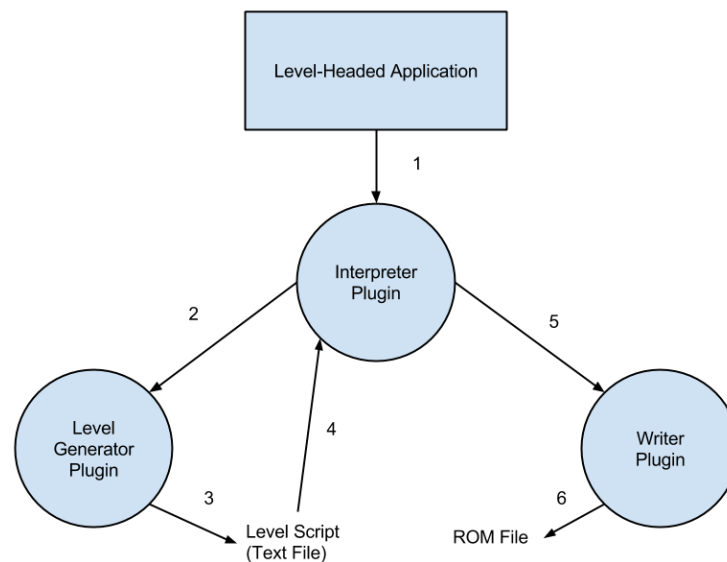 Level-Headed Application
1
Interpreter
Plugin
2
5
Level
Generator
Plugin
4
Writer
Plugin
3
6
Level Script
(Text File)
ROM File